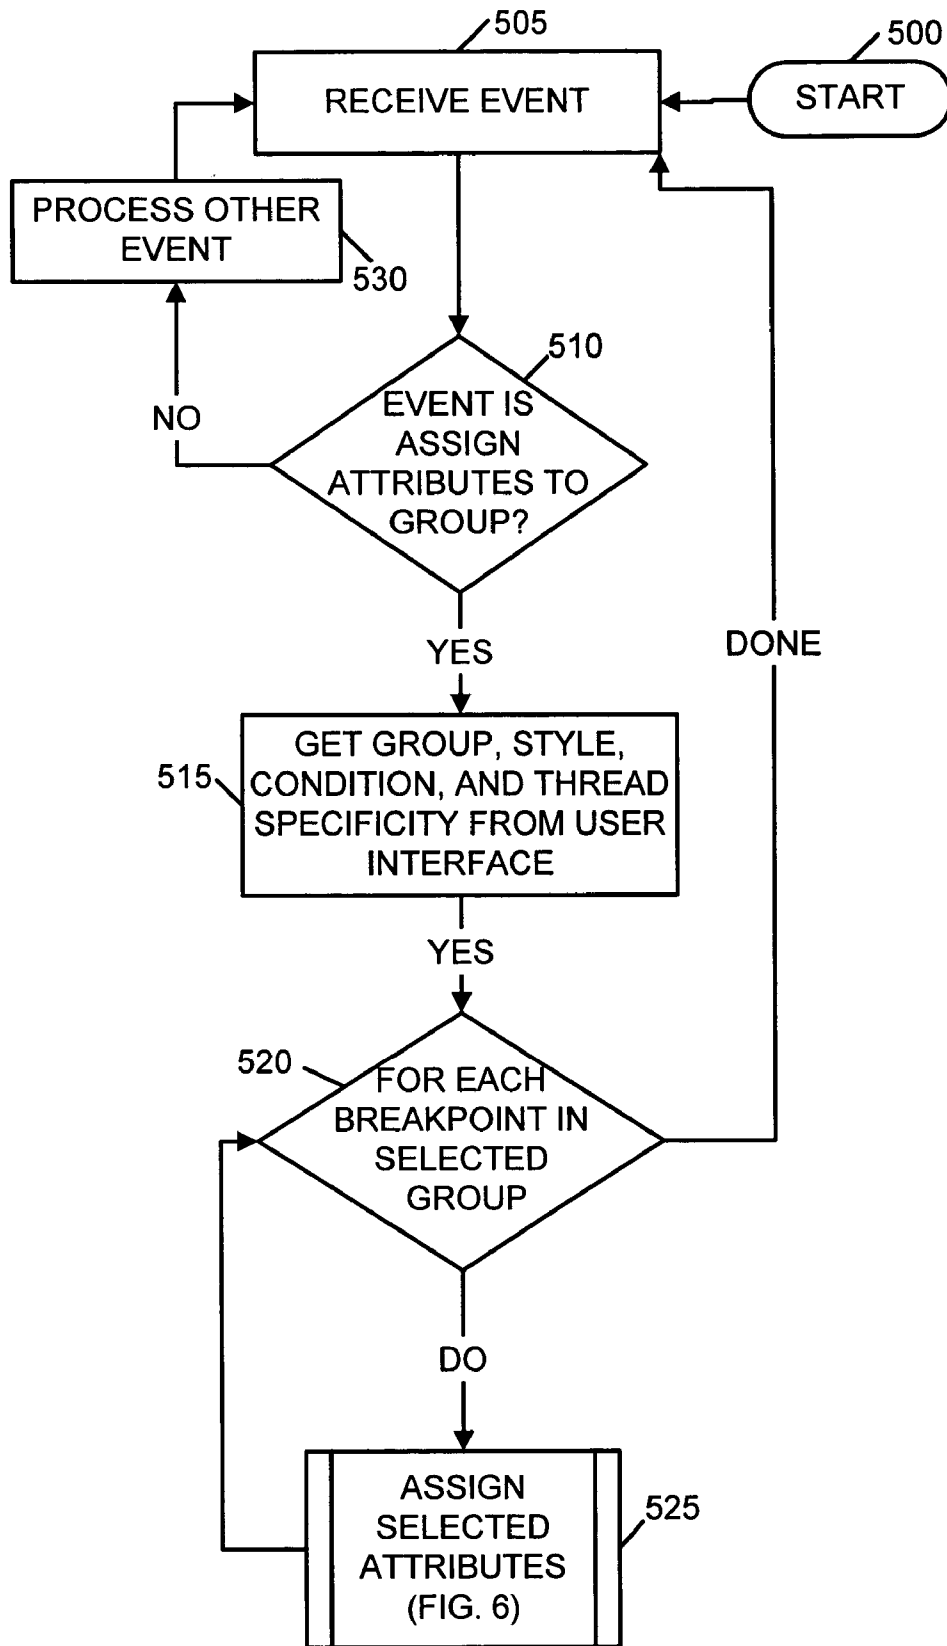 505
500
RECEIVE EVENT
START
PROCESS OTHER
EVENT
530
510
EVENT IS
ASSIGN
ATTRIBUTES TO
GROUP?
NO
YES
DONE
515
GET GROUP, STYLE,
CONDITION, AND THREAD
SPECIFICITY FROM USER
INTERFACE
YES
520
FOR EACH
BREAKPOINT IN
SELECTED
GROUP
DO
ASSIGN
SELECTED
ATTRIBUTES
(FIG. 6)
525